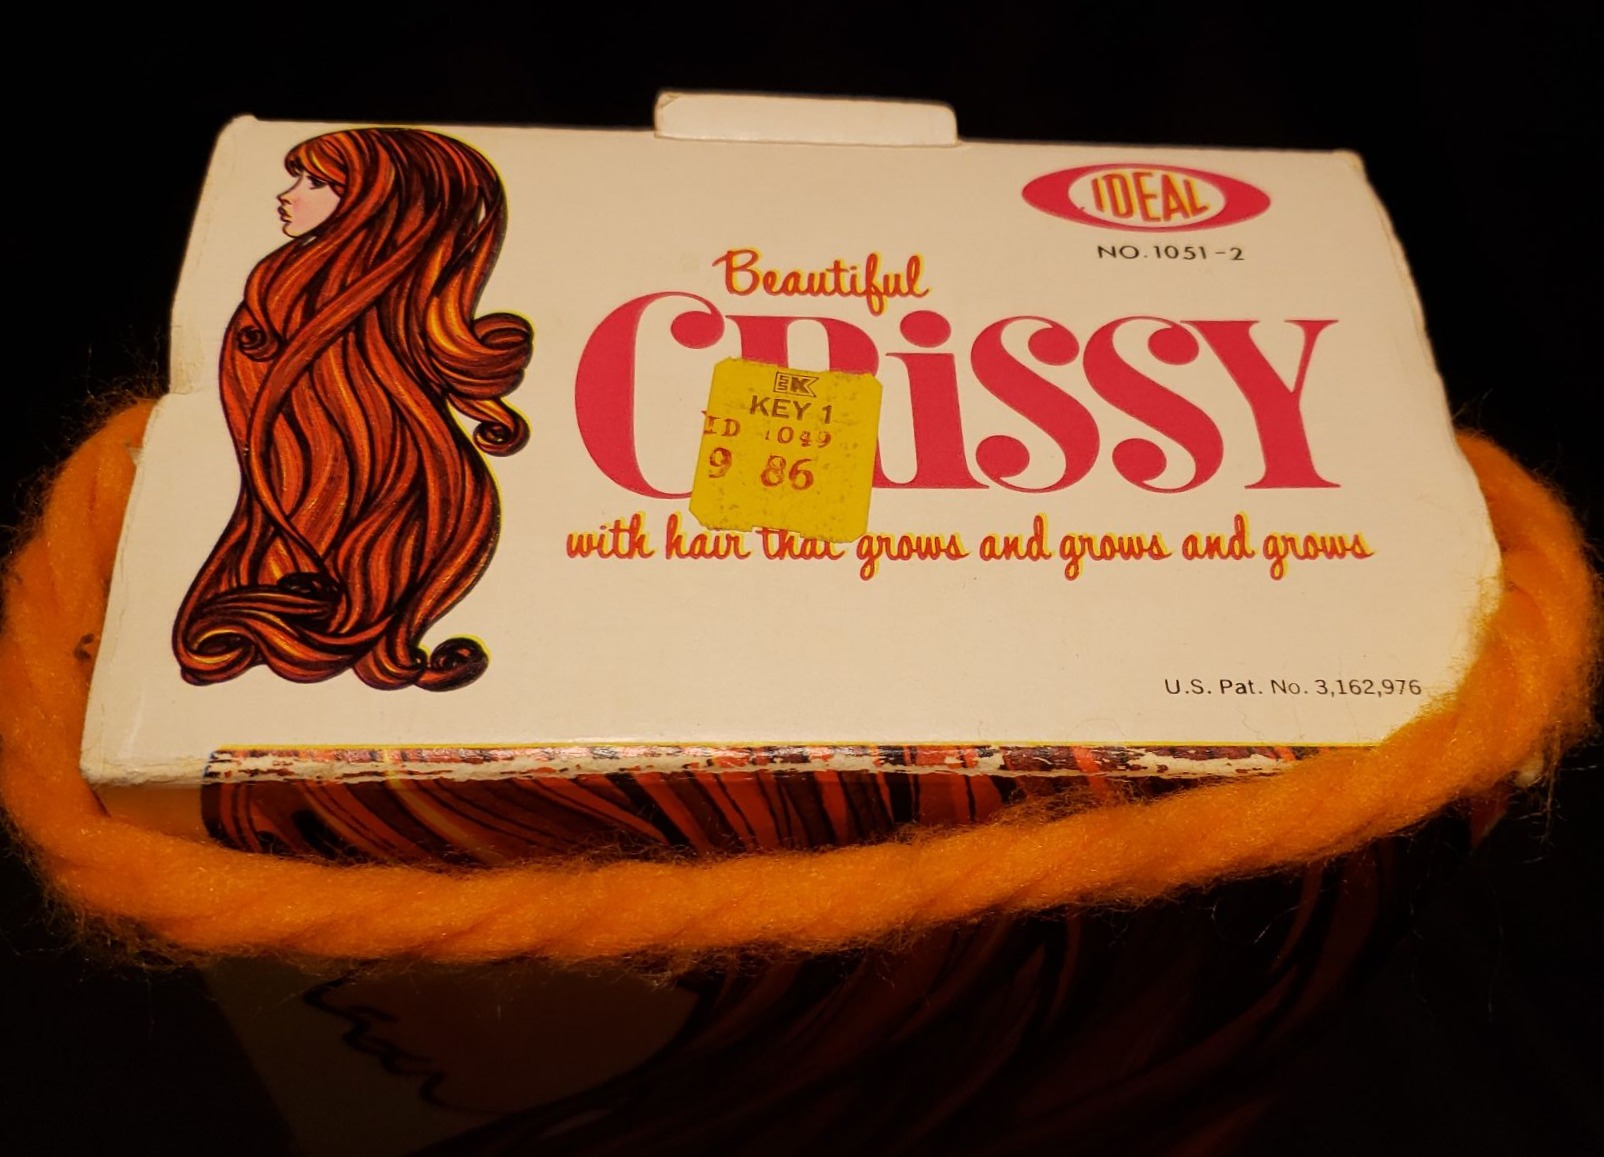 IDEAL
NO. 1051-2
Beautiful
CRiSSY
KEY 1
ID 1049
9 86
with hair that grows and grows and grows
U.S. Pat. No. 3,162,976